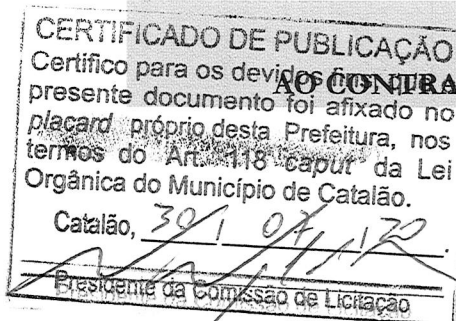 CERTIFICADO DE PUBLICAÇÃO
Certifico para os devidos fins que o
AO CONTRA
presente documento foi afixado no
placard próprio desta Prefeitura, nos
termos do Art. 118 caput da Lei
Orgânica do Município de Catalão.
Catalão, 30 / 07 / 20.
Presidente da Comissão de Licitação